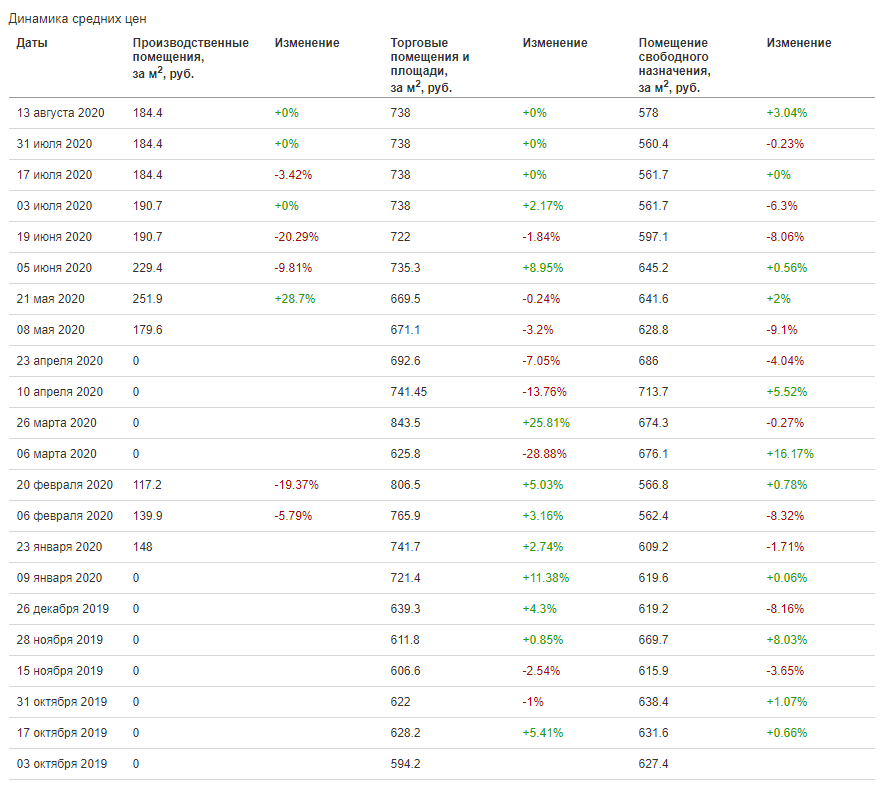 Динамика средних цен
Даты Производственные помещения, за м², руб. Изменение Торговые помещения и площади, за м², руб. Изменение Помещение свободного назначения, за м², руб. Изменение
13 августа 2020 184.4 +0% 738 +0% 578 +3.04%
31 июля 2020 184.4 +0% 738 +0% 560.4 -0.23%
17 июля 2020 184.4 -3.42% 738 +0% 561.7 +0%
03 июля 2020 190.7 +0% 738 +2.17% 561.7 -6.3%
19 июня 2020 190.7 -20.29% 722 -1.84% 597.1 -8.06%
05 июня 2020 229.4 -9.81% 735.3 +8.95% 645.2 +0.56%
21 мая 2020 251.9 +28.7% 669.5 -0.24% 641.6 +2%
08 мая 2020 179.6 671.1 -3.2% 628.8 -9.1%
23 апреля 2020 0 692.6 -7.05% 686 -4.04%
10 апреля 2020 0 741.45 -13.76% 713.7 +5.52%
26 марта 2020 0 843.5 +25.81% 674.3 -0.27%
06 марта 2020 0 625.8 -28.88% 676.1 +16.17%
20 февраля 2020 117.2 -19.37% 806.5 +5.03% 566.8 +0.78%
06 февраля 2020 139.9 -5.79% 765.9 +3.16% 562.4 -8.32%
23 января 2020 148 741.7 +2.74% 609.2 -1.71%
09 января 2020 0 721.4 +11.38% 619.6 +0.06%
26 декабря 2019 0 639.3 +4.3% 619.2 -8.16%
28 ноября 2019 0 611.8 +0.85% 669.7 +8.03%
15 ноября 2019 0 606.6 -2.54% 615.9 -3.65%
31 октября 2019 0 622 -1% 638.4 +1.07%
17 октября 2019 0 628.2 +5.41% 631.6 +0.66%
03 октября 2019 0 594.2 627.4